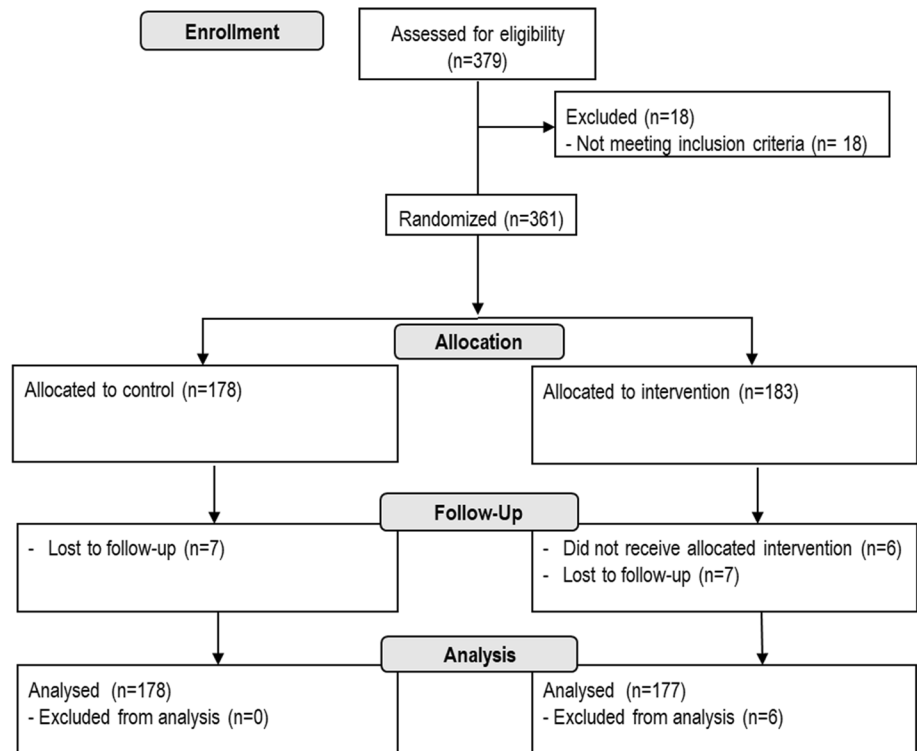 Enrollment
Assessed for eligibility
(n=379)
Excluded (n=18)
- Not meeting inclusion criteria (n= 18)
Randomized (n=361)
Allocation
Allocated to control (n=178)
Allocated to intervention (n=183)
Follow-Up
- Lost to follow-up (n=7)
- Did not receive allocated intervention (n=6)
- Lost to follow-up (n=7)
Analysis
Analysed (n=178)
- Excluded from analysis (n=0)
Analysed (n=177)
- Excluded from analysis (n=6)